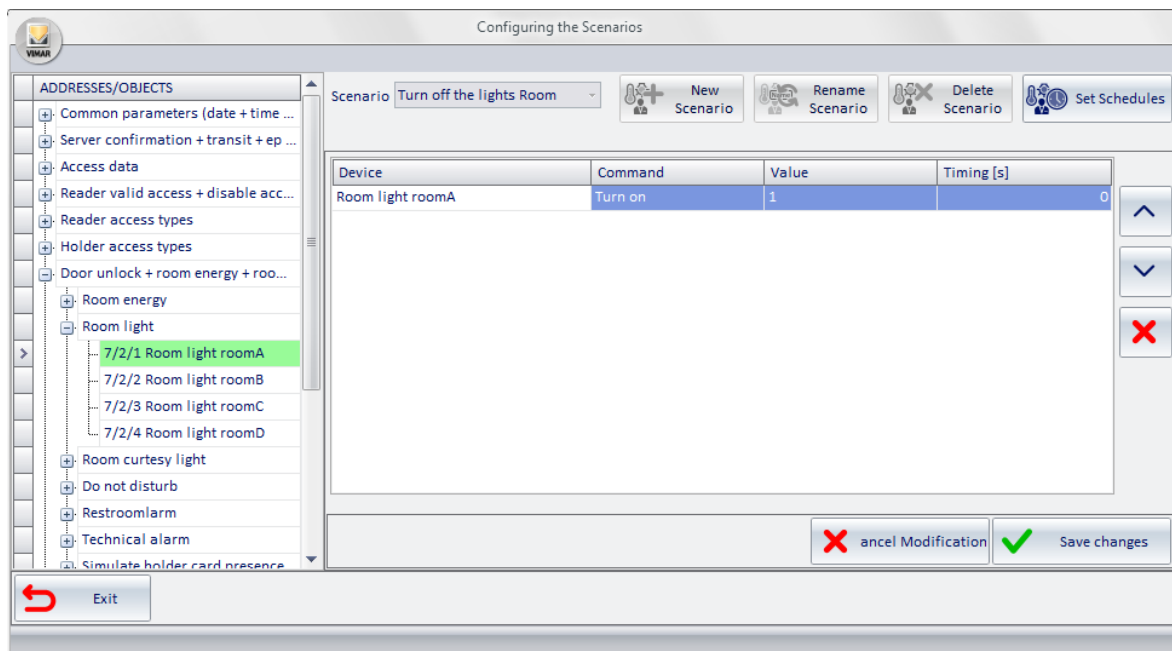 Configuring the Scenarios
VIMAR
ADDRESSES/OBJECTS
Common parameters (date + time ...
Server confirmation + transit + ep ...
Access data
Reader valid access + disable acc...
Reader access types
Holder access types
Door unlock + room energy + roo...
Room energy
Room light
7/2/1 Room light roomA
7/2/2 Room light roomB
7/2/3 Room light roomC
7/2/4 Room light roomD
Room curtesy light
Do not disturb
Restroomlarm
Technical alarm
Simulate holder card presence
Scenario Turn off the lights Room
New Scenario
Rename Scenario
Delete Scenario
Set Schedules
Device Command Value Timing [s]
Room light roomA Turn on 1 0
ancel Modification
Save changes
Exit